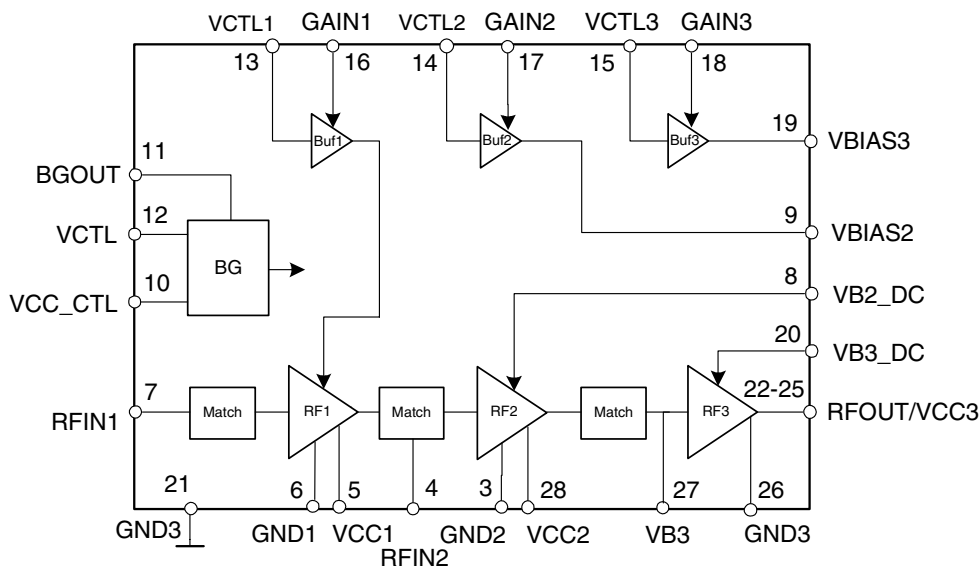 VCTL1 GAIN1 VCTL2 GAIN2 VCTL3 GAIN3
13 16 14 17 15 18
Buf1 Buf2 Buf3 19 VBIAS3
11
BGOUT
12
VCTL
9 VBIAS2
BG
10
VCC_CTL
8 VB2_DC
20 VB3_DC
7
RFIN1
Match RF1 Match RF2 Match RF3
22-25
RFOUT/VCC3
21 6 5 4 3 28 27 26
GND3 GND1 VCC1 RFIN2 GND2 VCC2 VB3 GND3